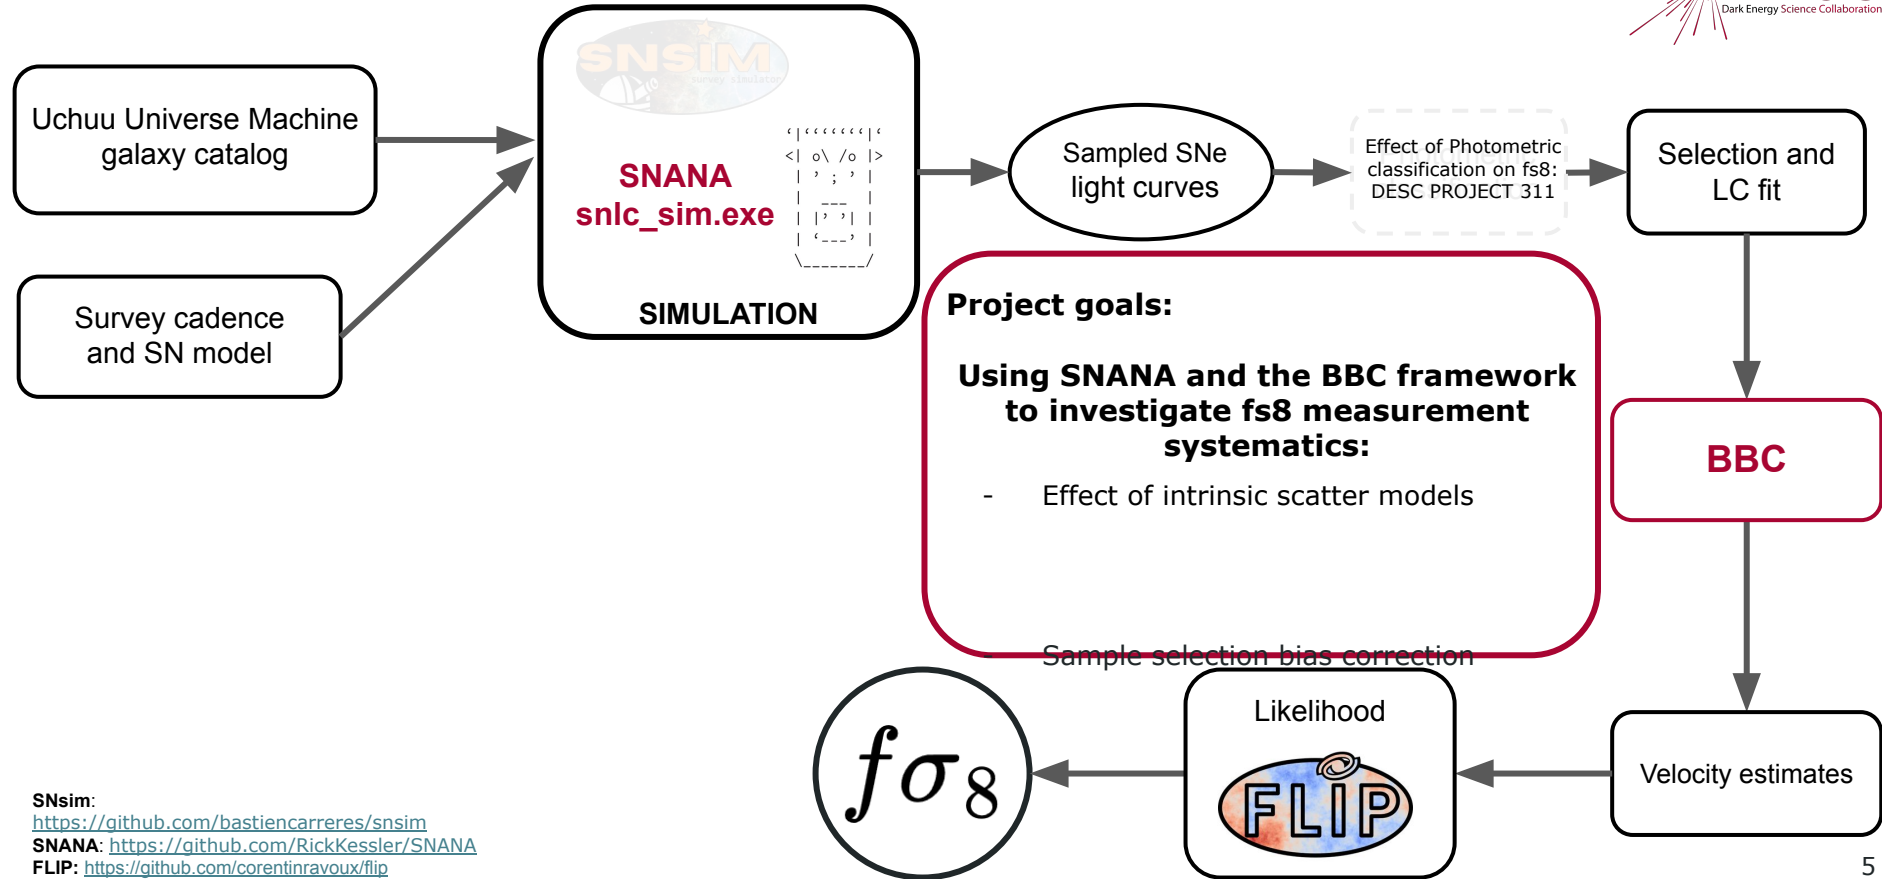 Dark Energy Science Collaboration
SNSIM
survey simulator
Uchuu Universe Machine
galaxy catalog
SNANA
snlc_sim.exe
SIMULATION
Sampled SNe
light curves
Effect of Photometric
classification on fs8:
DESC PROJECT 311
Selection and
LC fit
Survey cadence
and SN model
Project goals:
Using SNANA and the BBC framework
to investigate fs8 measurement
systematics:
- Effect of intrinsic scatter models
- Sample selection bias correction
BBC
Likelihood
FLIP
Velocity estimates
fσ8
SNsim:
https://github.com/bastiencarreres/snsim
SNANA: https://github.com/RickKessler/SNANA
FLIP: https://github.com/corentinravoux/flip
5